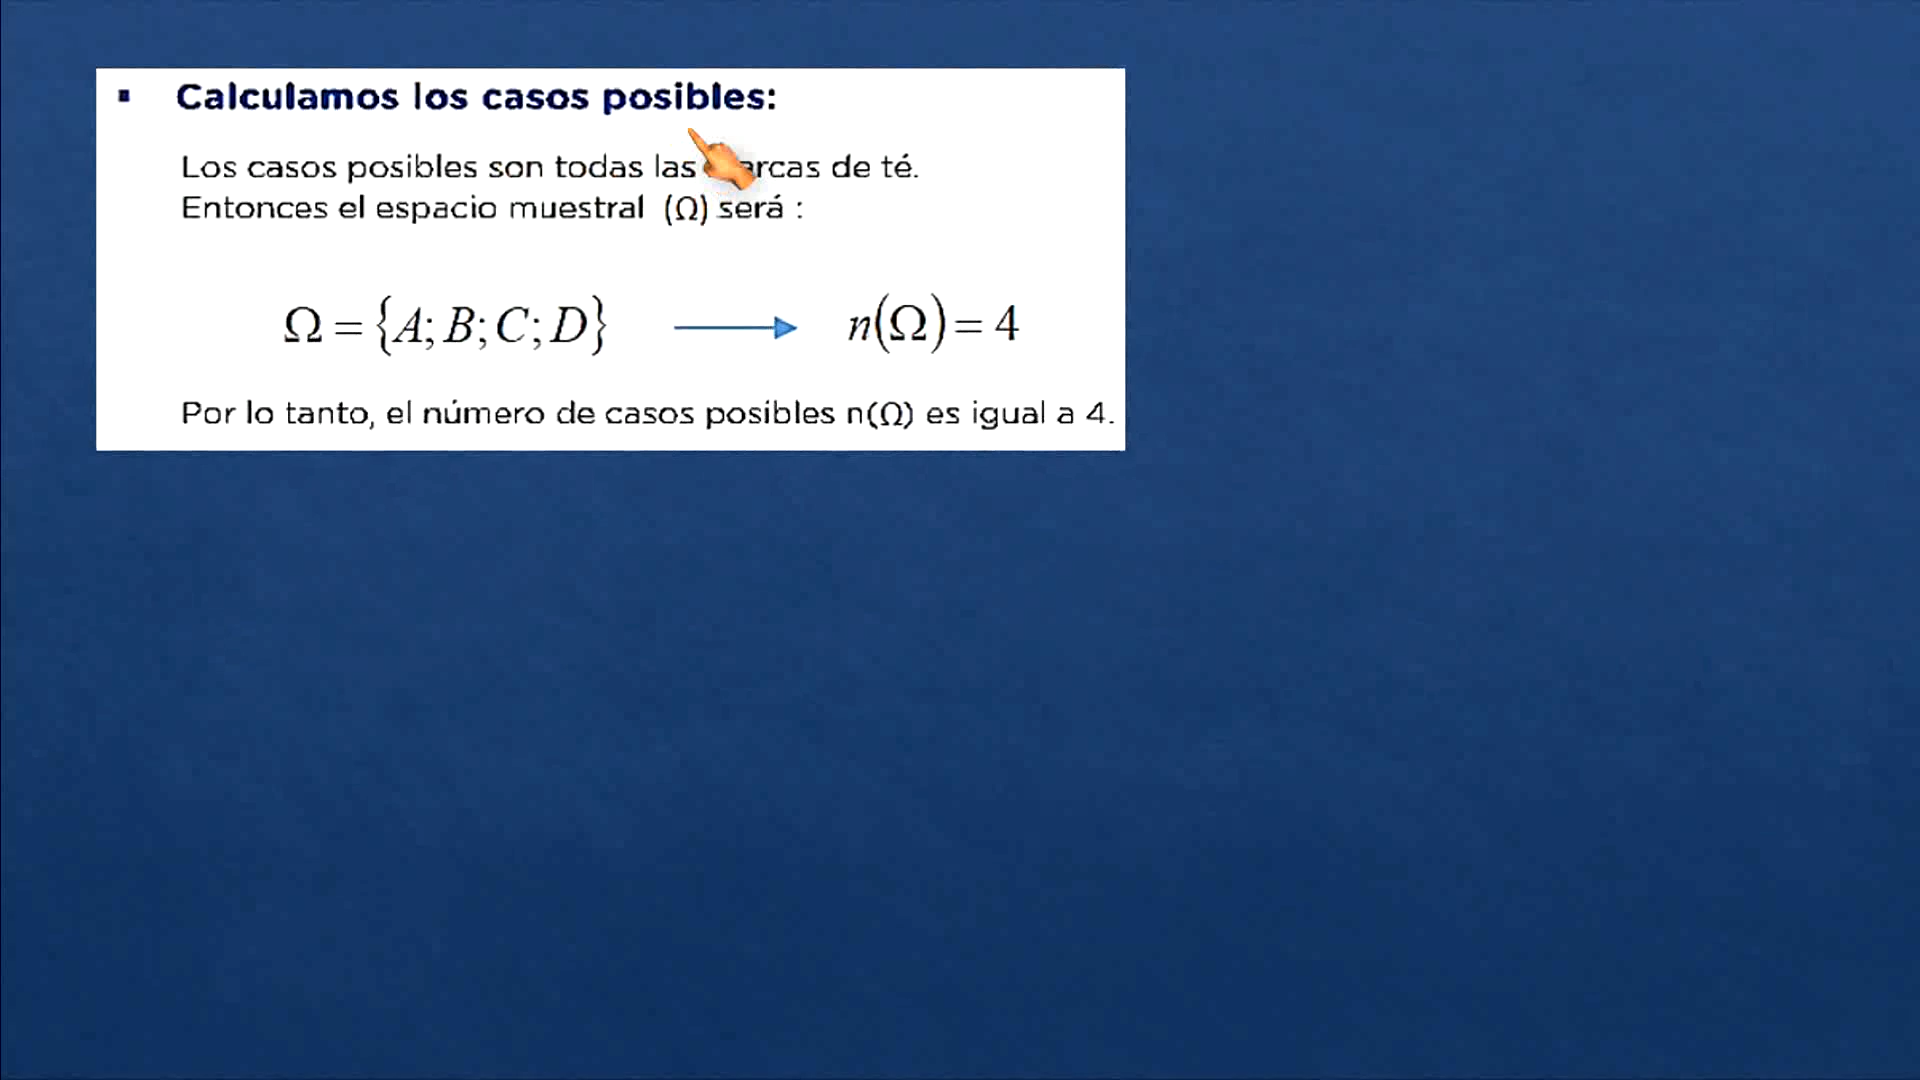 ▪ Calculamos los casos posibles:
Los casos posibles son todas las arcas de té.
Entonces el espacio muestral (Ω) será :
Ω = {A; B; C; D} → n(Ω) = 4
Por lo tanto, el número de casos posibles n(Ω) es igual a 4.